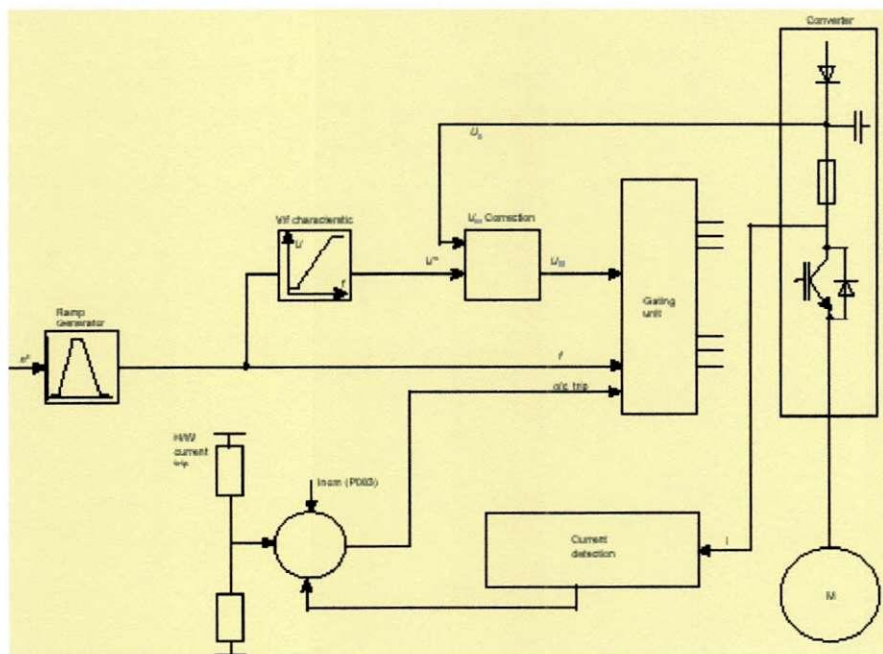 Converter
V/f characteristic
U
f
Correction
Gating
unit
Ramp
Generator
f
o/c trip
H/W
current
trip
Inom (P083)
Current
detection
I
M